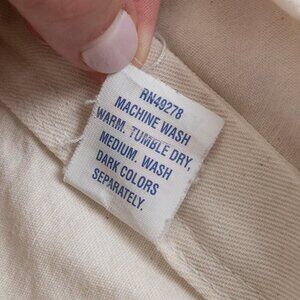 RN49278
MACHINE WASH
WARM. TUMBLE DRY,
MEDIUM. WASH
DARK COLORS
SEPARATELY.